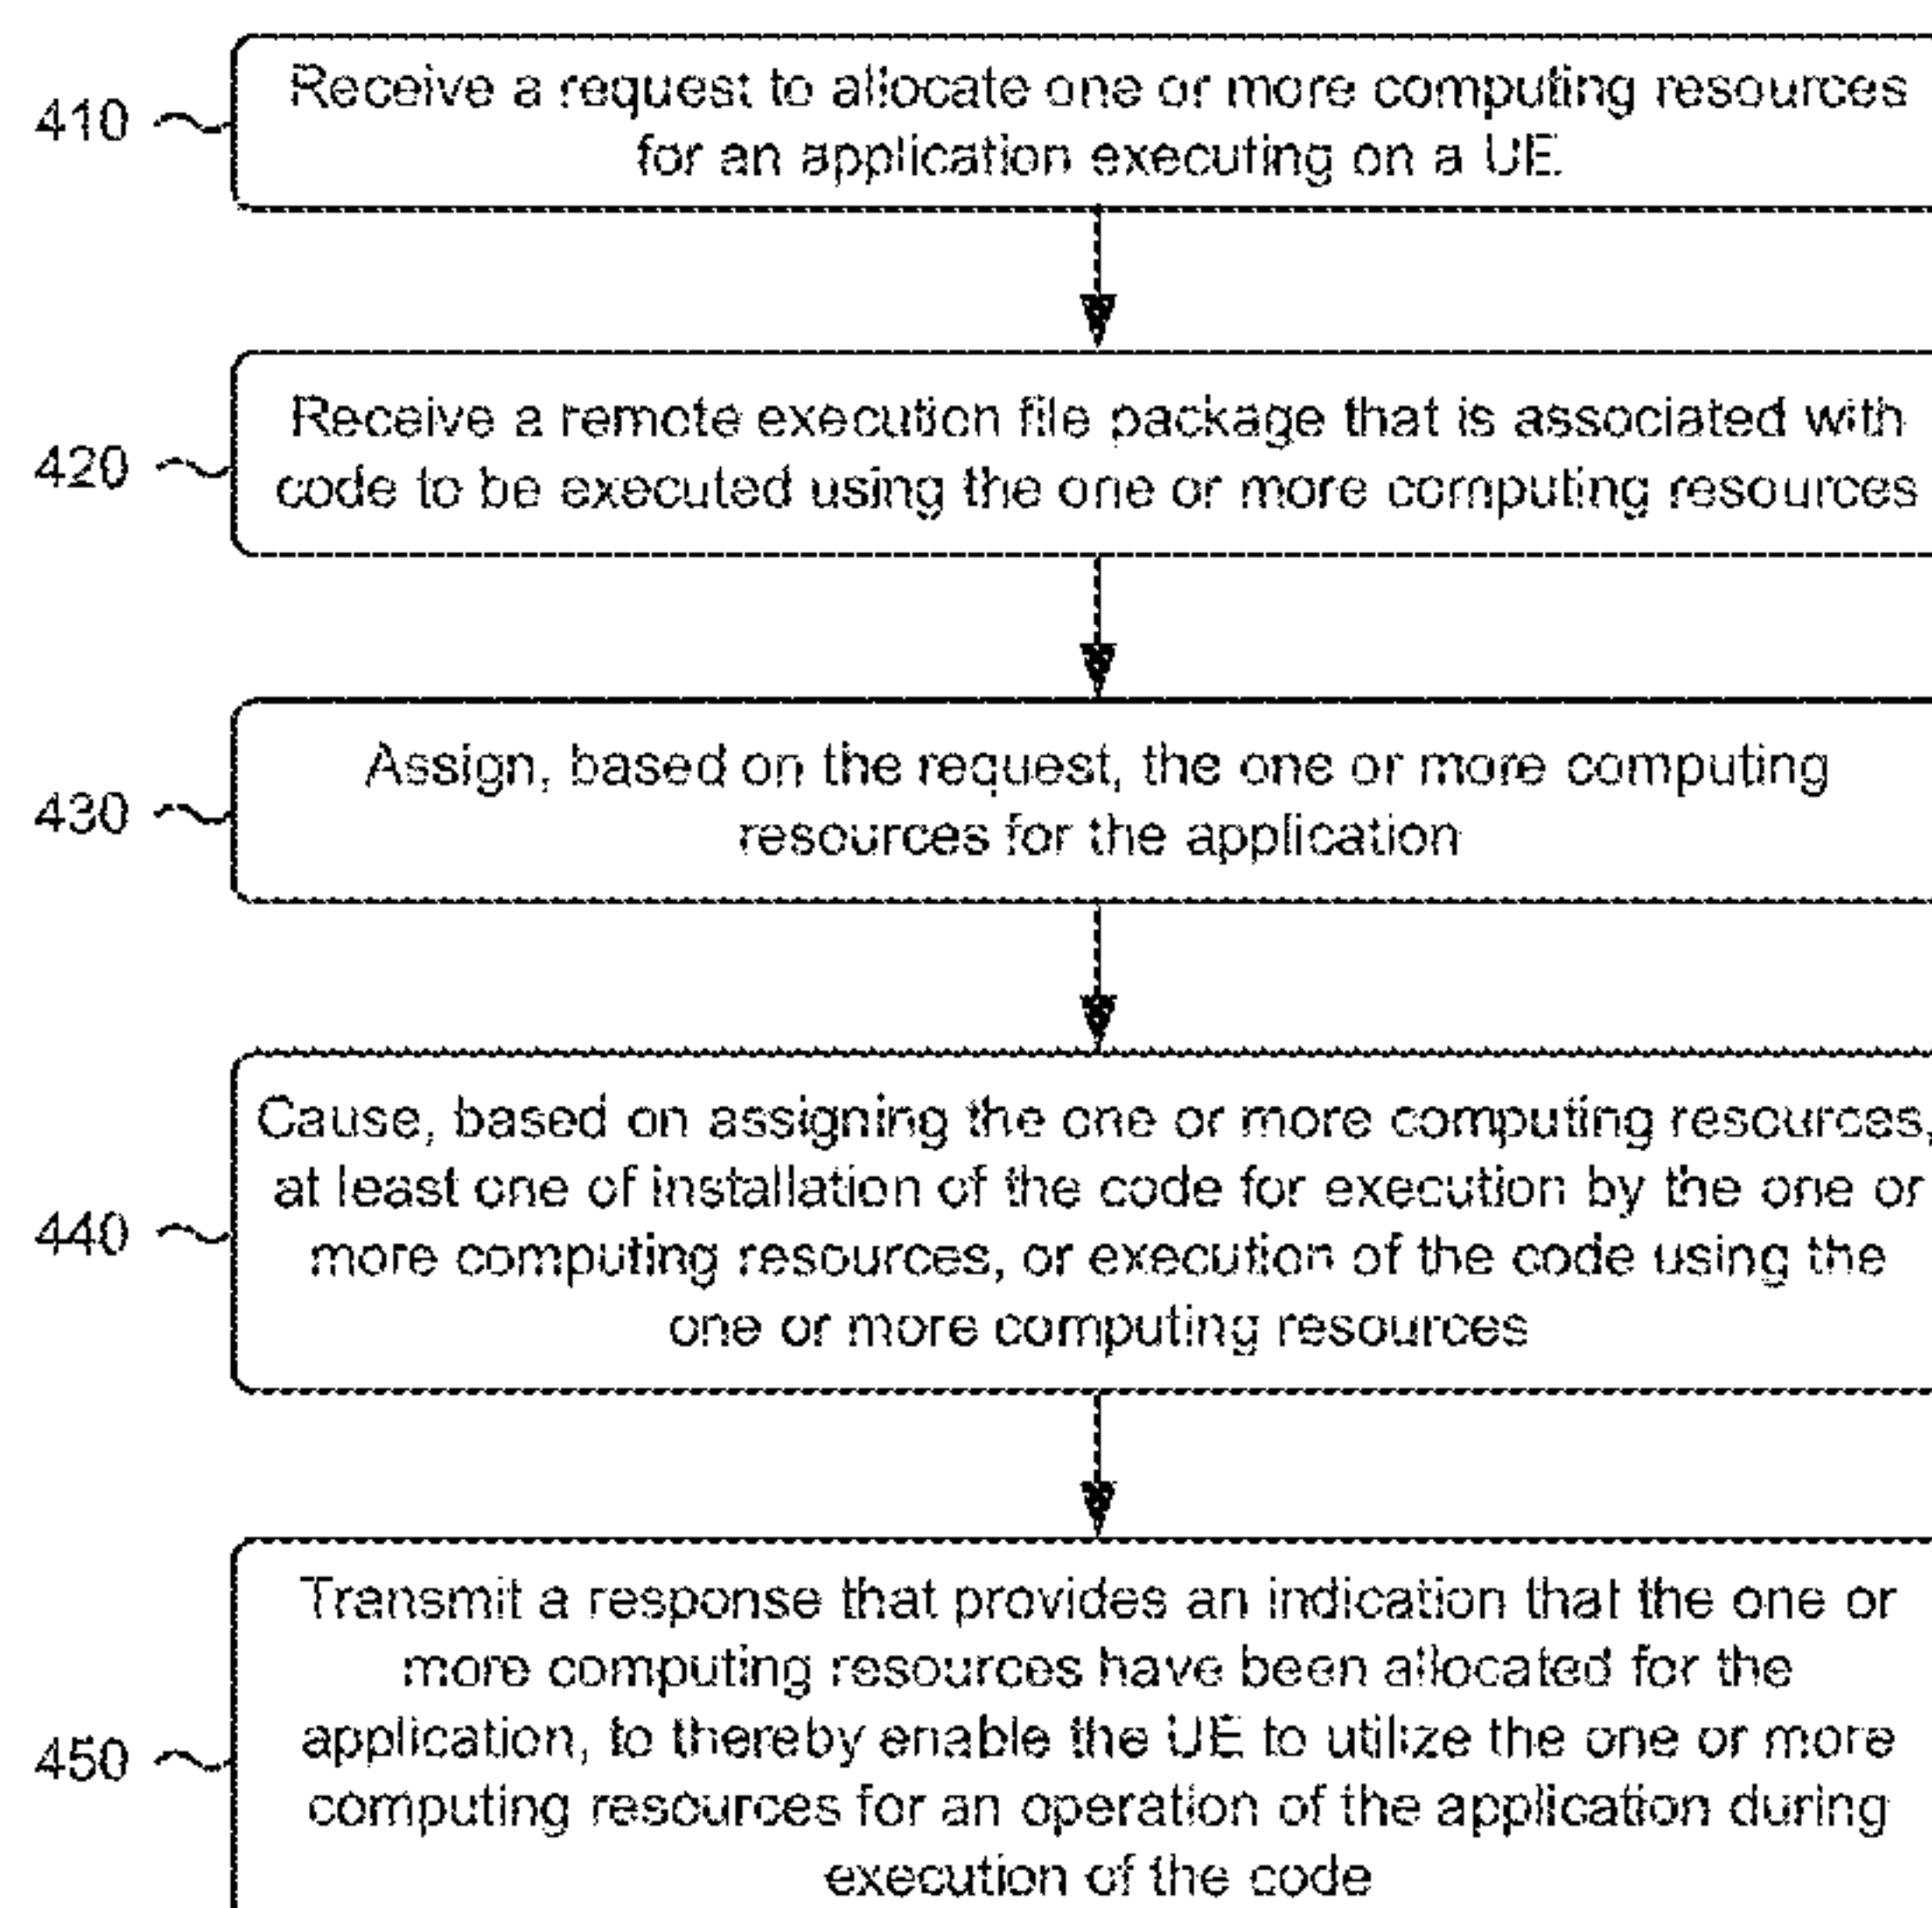 410
Receive a request to allocate one or more computing resources
for an application executing on a UE
420
Receive a remote execution file package that is associated with
code to be executed using the one or more computing resources
430
Assign, based on the request, the one or more computing
resources for the application
440
Cause, based on assigning the one or more computing resources,
at least one of installation of the code for execution by the one or
more computing resources, or execution of the code using the
one or more computing resources
450
Transmit a response that provides an indication that the one or
more computing resources have been allocated for the
application, to thereby enable the UE to utilize the one or more
computing resources for an operation of the application during
execution of the code